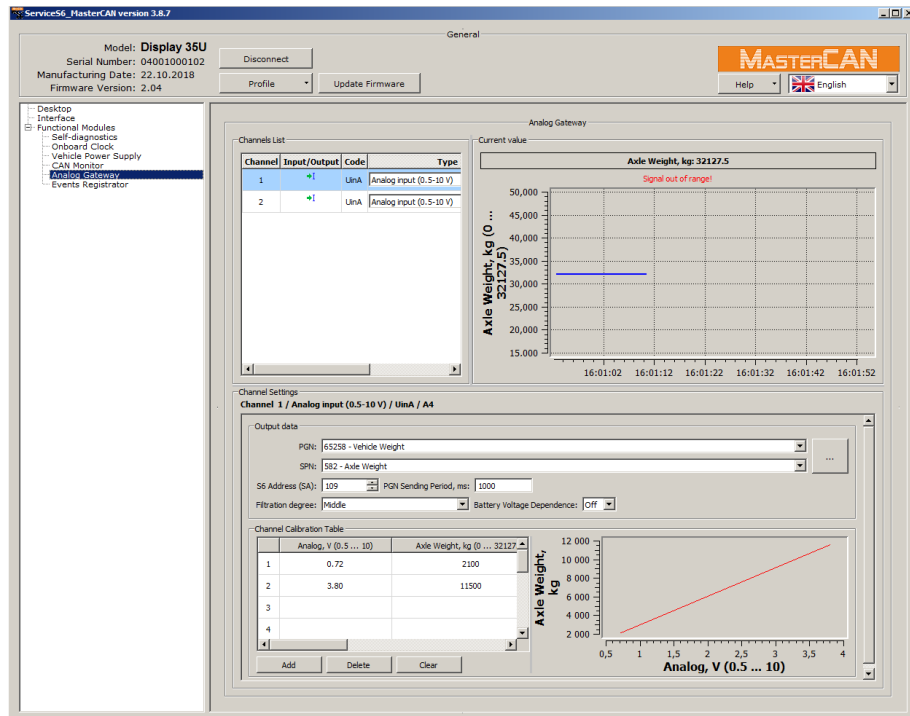 ServiceS6_MasterCAN version 3.8.7
General
Model: Display 35U
Serial Number: 04001000102
Manufacturing Date: 22.10.2018
Firmware Version: 2.04
Disconnect
Profile
Update Firmware
MASTERCAN
Help
English
Desktop
Interface
Functional Modules
Self-diagnostics
Onboard Clock
Vehicle Power Supply
CAN Monitor
Analog Gateway
Events Registrator
Analog Gateway
Channels List
Channel Input/Output Code Type
1 UinA Analog input (0.5-10 V)
2 UinA Analog input (0.5-10 V)
Current value
Axle Weight, kg: 32127.5
Signal out of range!
Axle Weight, kg (0 ...
32127.5)
50,000
45,000
40,000
35,000
30,000
25,000
20,000
15.000
16:01:02 16:01:12 16:01:22 16:01:32 16:01:42 16:01:52
Channel Settings
Channel 1 / Analog input (0.5-10 V) / UinA / A4
Output data
PGN: 65258 - Vehicle Weight
...
SPN: 582 - Axle Weight
S6 Address (SA): 109 PGN Sending Period, ms: 1000
Filtration degree: Middle Battery Voltage Dependence: Off
Channel Calibration Table
Analog, V (0.5 ... 10) Axle Weight, kg (0 ... 32127
1 0.72 2100
2 3.80 11500
3
4
Add Delete Clear
Axle Weight,
kg
12 000
10 000
8 000
6 000
4 000
2 000
0,5 1 1,5 2 2,5 3 3,5 4
Analog, V (0.5 ... 10)